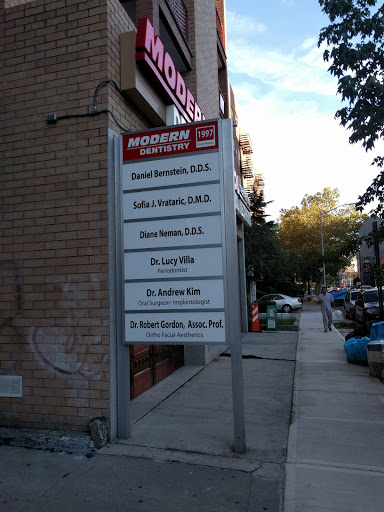 MODERN
MODERN
DENTISTRY
1997
Daniel Bernstein, D.D.S.
Sofia J. Vrataric, D.M.D.
Diane Neman, D.D.S.
Dr. Lucy Villa
Periodontist
Dr. Andrew Kim
Oral Surgeon- Implantologist
Dr. Robert Gordon, Assoc. Prof.
Ortho Facial Aesthetics